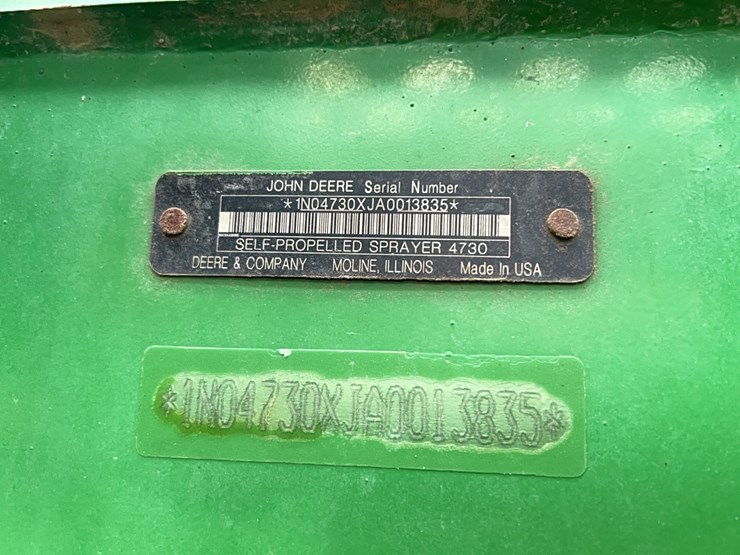 JOHN DEERE Serial Number
*1N04730XJA0013835*
SELF-PROPELLED SPRAYER 4730
DEERE & COMPANY MOLINE, ILLINOIS Made In USA
*1N04730XJA0013835*